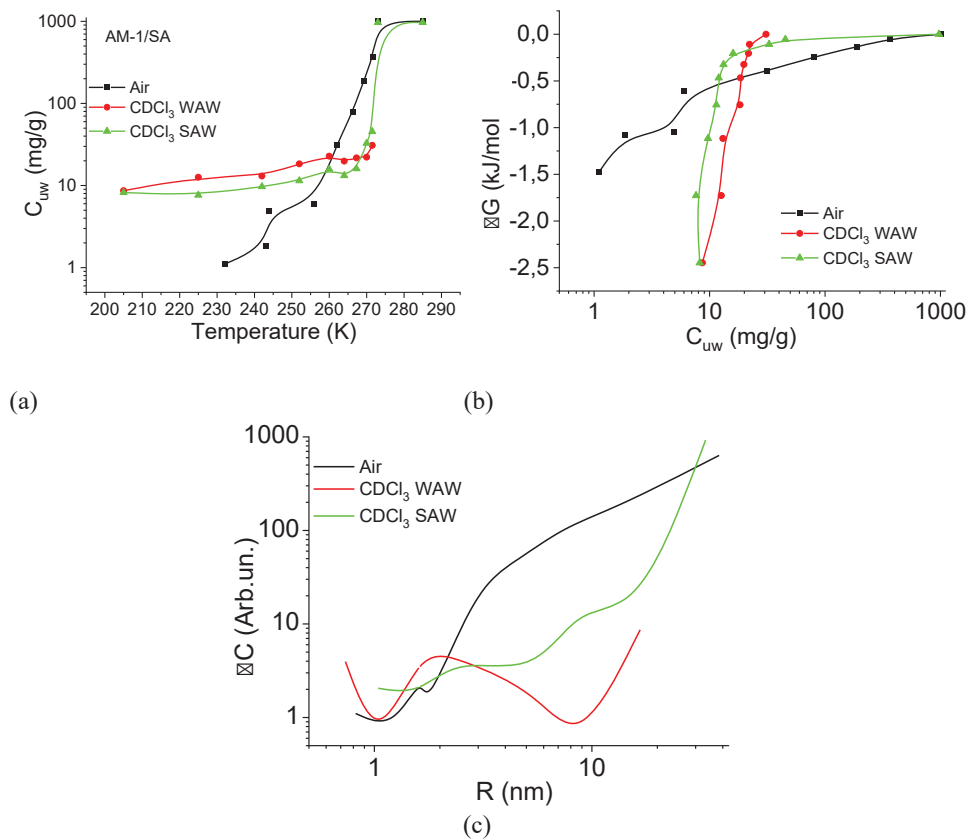 AM-1/SA
Air
CDCl₃ WAW
CDCl₃ SAW
C_uw (mg/g)
1000
100
10
1
200 210 220 230 240 250 260 270 280 290
Temperature (K)
(a)
0,0
-0,5
-1,0
-1,5
-2,0
-2,5
⊠G (kJ/mol)
Air
CDCl₃ WAW
CDCl₃ SAW
1 10 100 1000
C_uw (mg/g)
(b)
1000
100
10
1
⊠C (Arb.un.)
Air
CDCl₃ WAW
CDCl₃ SAW
1 10
R (nm)
(c)